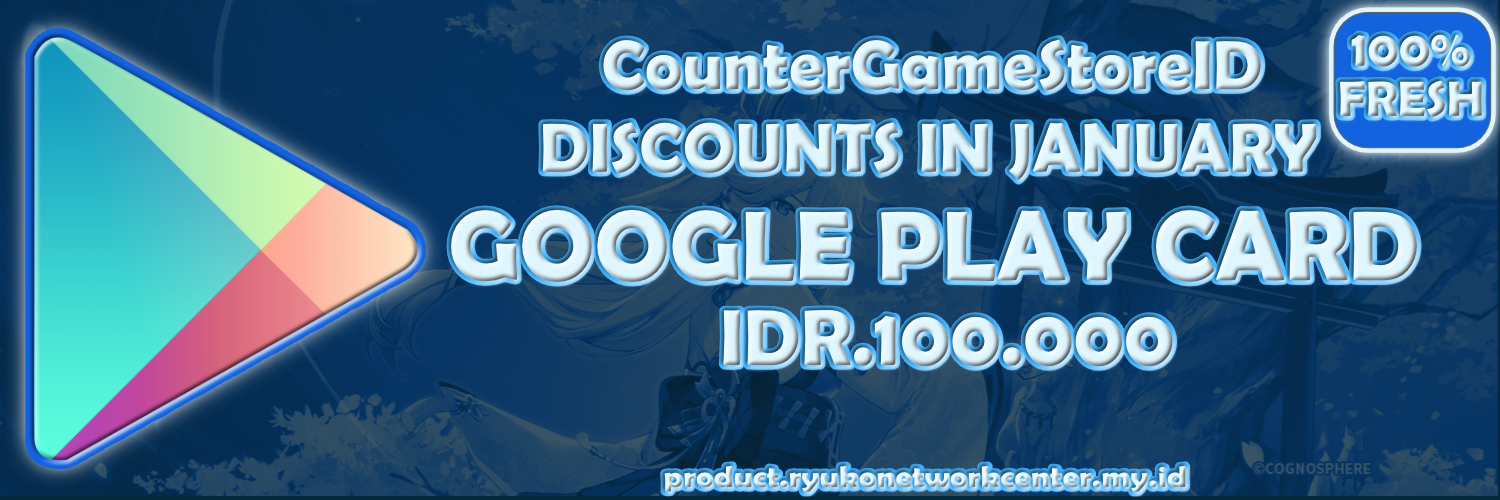 CounterGameStoreID
100%
FRESH
DISCOUNTS IN JANUARY
GOOGLE PLAY CARD
IDR.100.000
©COGNOSPHERE
product.ryukonetworkcenter.my.id